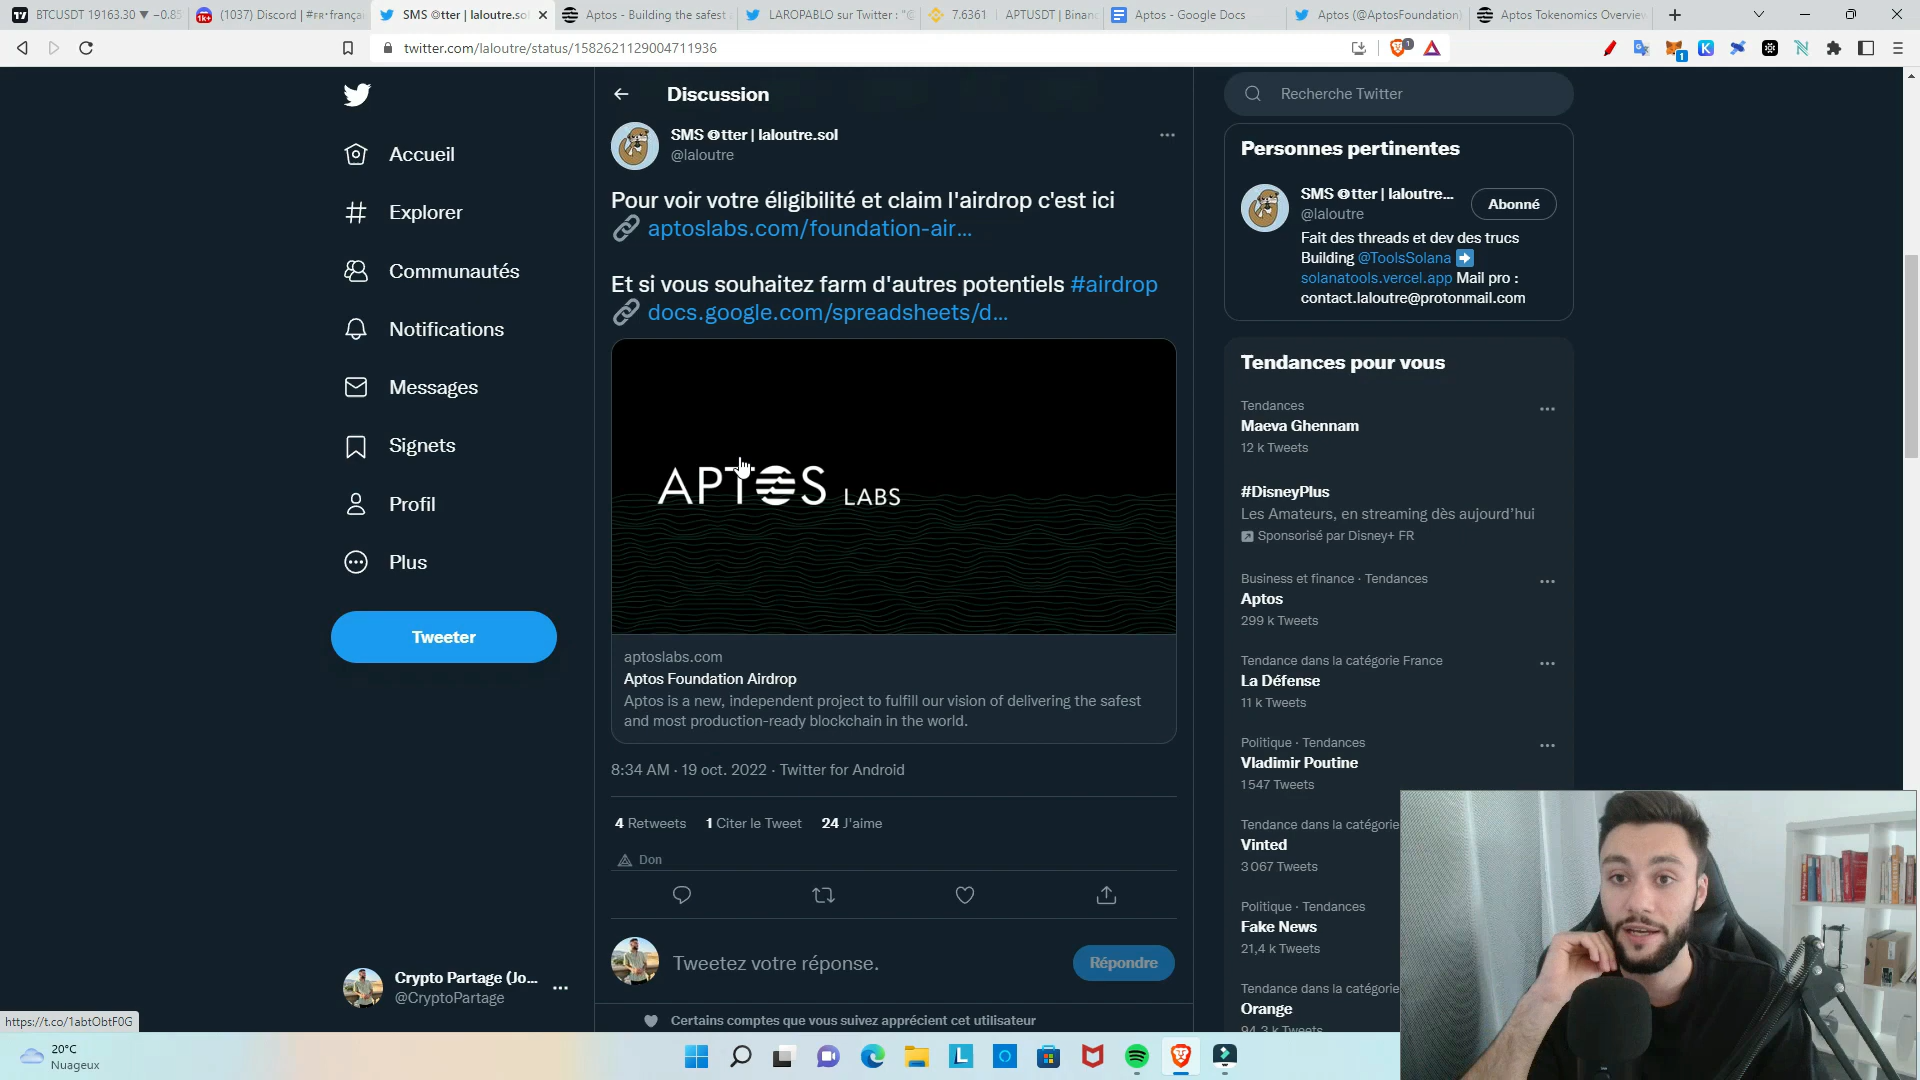 BTCUSDT 19163.30 ▼ −0.85
(1037) Discord | #FR·françai
SMS ⓄTter | laloutre.sol
Aptos - Building the safest
LAROPABLO sur Twitter : "@
7.6361 | APTUSDT | Binan
Aptos - Google Docs
Aptos (@AptosFoundation)
Aptos Tokenomics Overview
twitter.com/laloutre/status/1582621129004711936
Accueil
Explorer
Communautés
Notifications
Messages
Signets
Profil
Plus
Tweeter
Crypto Partage (Jo...
@CryptoPartage
https://t.co/1abtObtF0G
Discussion
SMS Ⓞtter | laloutre.sol
@laloutre
Pour voir votre éligibilité et claim l'airdrop c'est ici
aptoslabs.com/foundation-air...
Et si vous souhaitez farm d'autres potentiels #airdrop
docs.google.com/spreadsheets/d...
APTOS LABS
aptoslabs.com
Aptos Foundation Airdrop
Aptos is a new, independent project to fulfill our vision of delivering the safest
and most production-ready blockchain in the world.
8:34 AM · 19 oct. 2022 · Twitter for Android
4 Retweets 1 Citer le Tweet 24 J'aime
Don
Tweetez votre réponse.
Répondre
Certains comptes que vous suivez apprécient cet utilisateur
Recherche Twitter
Personnes pertinentes
SMS Ⓞtter | laloutre...
@laloutre
Abonné
Fait des threads et dev des trucs
Building @ToolsSolana
solanatools.vercel.app Mail pro :
contact.laloutre@protonmail.com
Tendances pour vous
Tendances
Maeva Ghennam
12 k Tweets
#DisneyPlus
Les Amateurs, en streaming dès aujourd'hui
Sponsorisé par Disney+ FR
Business et finance · Tendances
Aptos
299 k Tweets
Tendance dans la catégorie France
La Défense
11 k Tweets
Politique · Tendances
Vladimir Poutine
1 547 Tweets
Tendance dans la catégorie
Vinted
3 067 Tweets
Politique · Tendances
Fake News
21,4 k Tweets
Tendance dans la catégorie
Orange
94,3 k Tweets
20°C
Nuageux